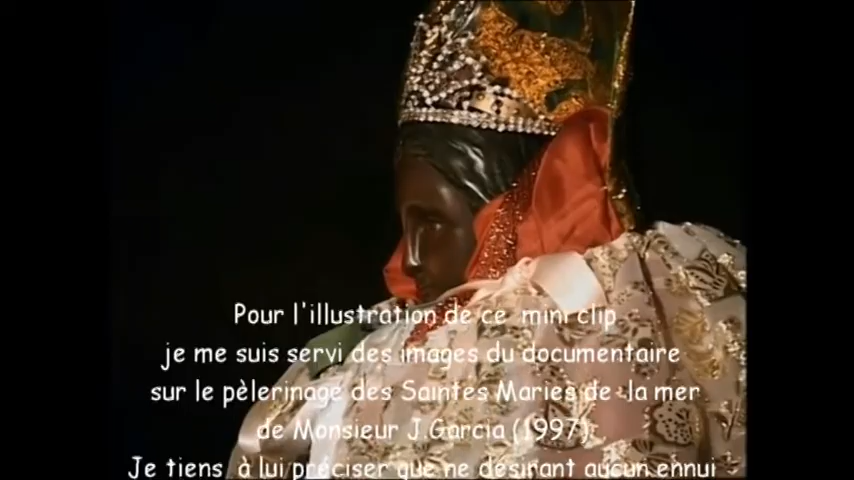 Pour l'illustration de ce mini clip
je me suis servi des images du documentaire
sur le pèlerinage des Saintes Maries de la mer
de Monsieur J.Garcia (1997)
Je tiens à lui préciser que ne désirant aucun ennui